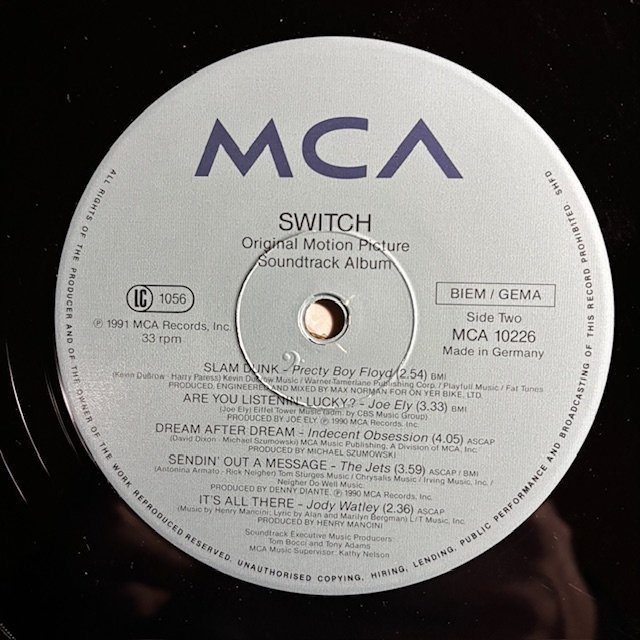 MCA
SWITCH
Original Motion Picture
Soundtrack Album
LC 1056
BIEM / GEMA
℗ 1991 MCA Records, Inc.
33 rpm
Side Two
MCA 10226
Made in Germany
SLAM DUNK - Precty Boy Floyd (2.54) BMI
(Kevin DuBrow - Harry Paress) Kevin DuBrow Music / Warner-Tamerlane Publishing Corp. / Playfull Music / Fat Tunes
PRODUCED, ENGINEERED AND MIXED BY MAX NORMAN FOR ON YER BIKE, LTD.
ARE YOU LISTENIN' LUCKY? - Joe Ely (3.33) BMI
(Joe Ely) Eiffel Tower Music (adm. by CBS Music Group).
PRODUCED BY JOE ELY ℗ 1990 MCA Records, Inc.
DREAM AFTER DREAM - Indecent Obsession (4.05) ASCAP
(David Dixon - Michael Szumowski) MCA Music Publishing, A Division of MCA, Inc.
PRODUCED BY MICHAEL SZUMOWSKI
SENDIN' OUT A MESSAGE - The Jets (3.59) ASCAP / BMI
(Antonina Armato - Rick Neigher) Tom Sturges Music / Chrysalis Music / Irving Music, Inc. /
Neigher Do Well Music.
PRODUCED BY DENNY DIANTE. ℗ 1990 MCA Records, Inc.
IT'S ALL THERE - Jody Watley (2.36) ASCAP
(Music by Henry Mancini, Lyric by Alan and Marilyn Bergman) L/T Music, Inc.
PRODUCED BY HENRY MANCINI
Soundtrack Executive Music Producers:
Tom Bocci and Tony Adams
MCA Music Supervisor: Kathy Nelson
ALL RIGHTS OF THE PRODUCER AND OF THE OWNER OF THE WORK REPRODUCED RESERVED. UNAUTHORISED COPYING, HIRING, LENDING, PUBLIC PERFORMANCE AND BROADCASTING OF THIS RECORD PROHIBITED SHFD